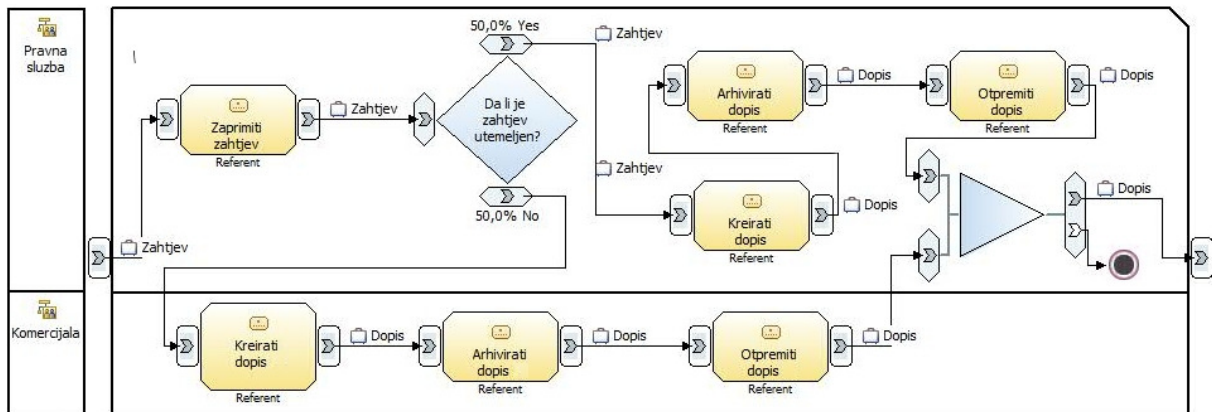 Pravna
sluzba
Zahtjev
Zaprimiti
zahtjev
Referent
Zahtjev
50,0% Yes
Da li je
zahtjev
utemeljen?
50,0% No
Zahtjev
Zahtjev
Kreirati
dopis
Referent
Dopis
Arhivirati
dopis
Referent
Dopis
Otpremiti
dopis
Referent
Dopis
Dopis
Komercijala
Kreirati
dopis
Referent
Dopis
Arhivirati
dopis
Referent
Dopis
Otpremiti
dopis
Referent
Dopis